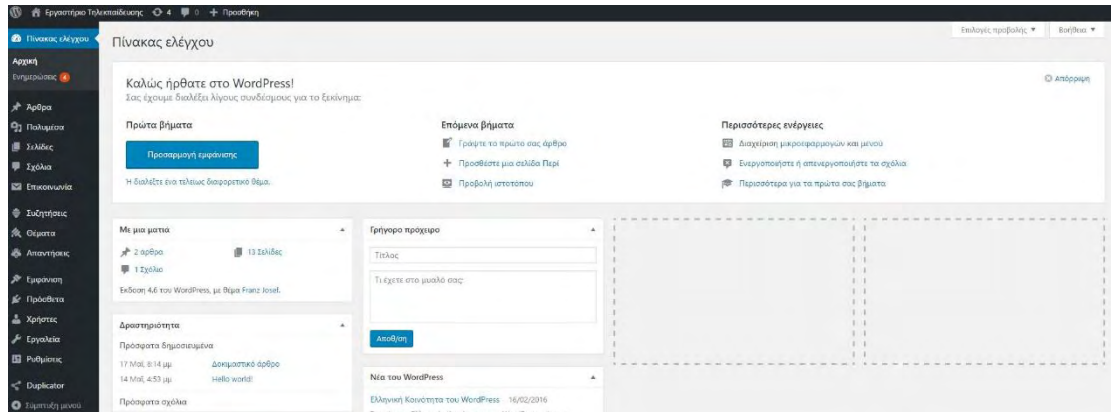 Εργαστήριο Τηλεκπαίδευσης 4 0 + Προσθήκη
Επιλογές προβολής Βοήθεια
Πίνακας ελέγχου
Αρχική
Ενημερώσεις 4
Άρθρα
Πολυμέσα
Σελίδες
Σχόλια
Επικοινωνία
Συζητήσεις
Θέματα
Απαντήσεις
Εμφάνιση
Πρόσθετα
Χρήστες
Εργαλεία
Ρυθμίσεις
Duplicator
Σύμπτυξη μενού
Πίνακας ελέγχου
Καλώς ήρθατε στο WordPress!
Σας έχουμε διαλέξει λίγους συνδέσμους για το ξεκίνημα:
Απόρριψη
Πρώτα βήματα
Προσαρμογή εμφάνισης
Ή διαλέξτε ένα τελείως διαφορετικό θέμα.
Επόμενα βήματα
Γράψτε το πρώτο σας άρθρο
Προσθέστε μια σελίδα Περί
Προβολή ιστοτόπου
Περισσότερες ενέργειες
Διαχείριση μικροεφαρμογών και μενού
Ενεργοποιήστε ή απενεργοποιήστε τα σχόλια
Περισσότερα για τα πρώτα σας βήματα
Με μια ματιά
2 άρθρα 13 Σελίδες
1 Σχόλιο
Έκδοση 4.6 του WordPress, με θέμα Franz Josef.
Δραστηριότητα
Πρόσφατα δημοσιευμένα
17 Μαΐ, 6:14 μμ Δοκιμαστικό άρθρο
14 Μαΐ, 4:53 μμ Hello world!
Πρόσφατα σχόλια
Γρήγορο πρόχειρο
Τίτλος
Τι έχετε στο μυαλό σας;
Αποθ/ση
Νέα του WordPress
Ελληνική Κοινότητα του WordPress 16/02/2016